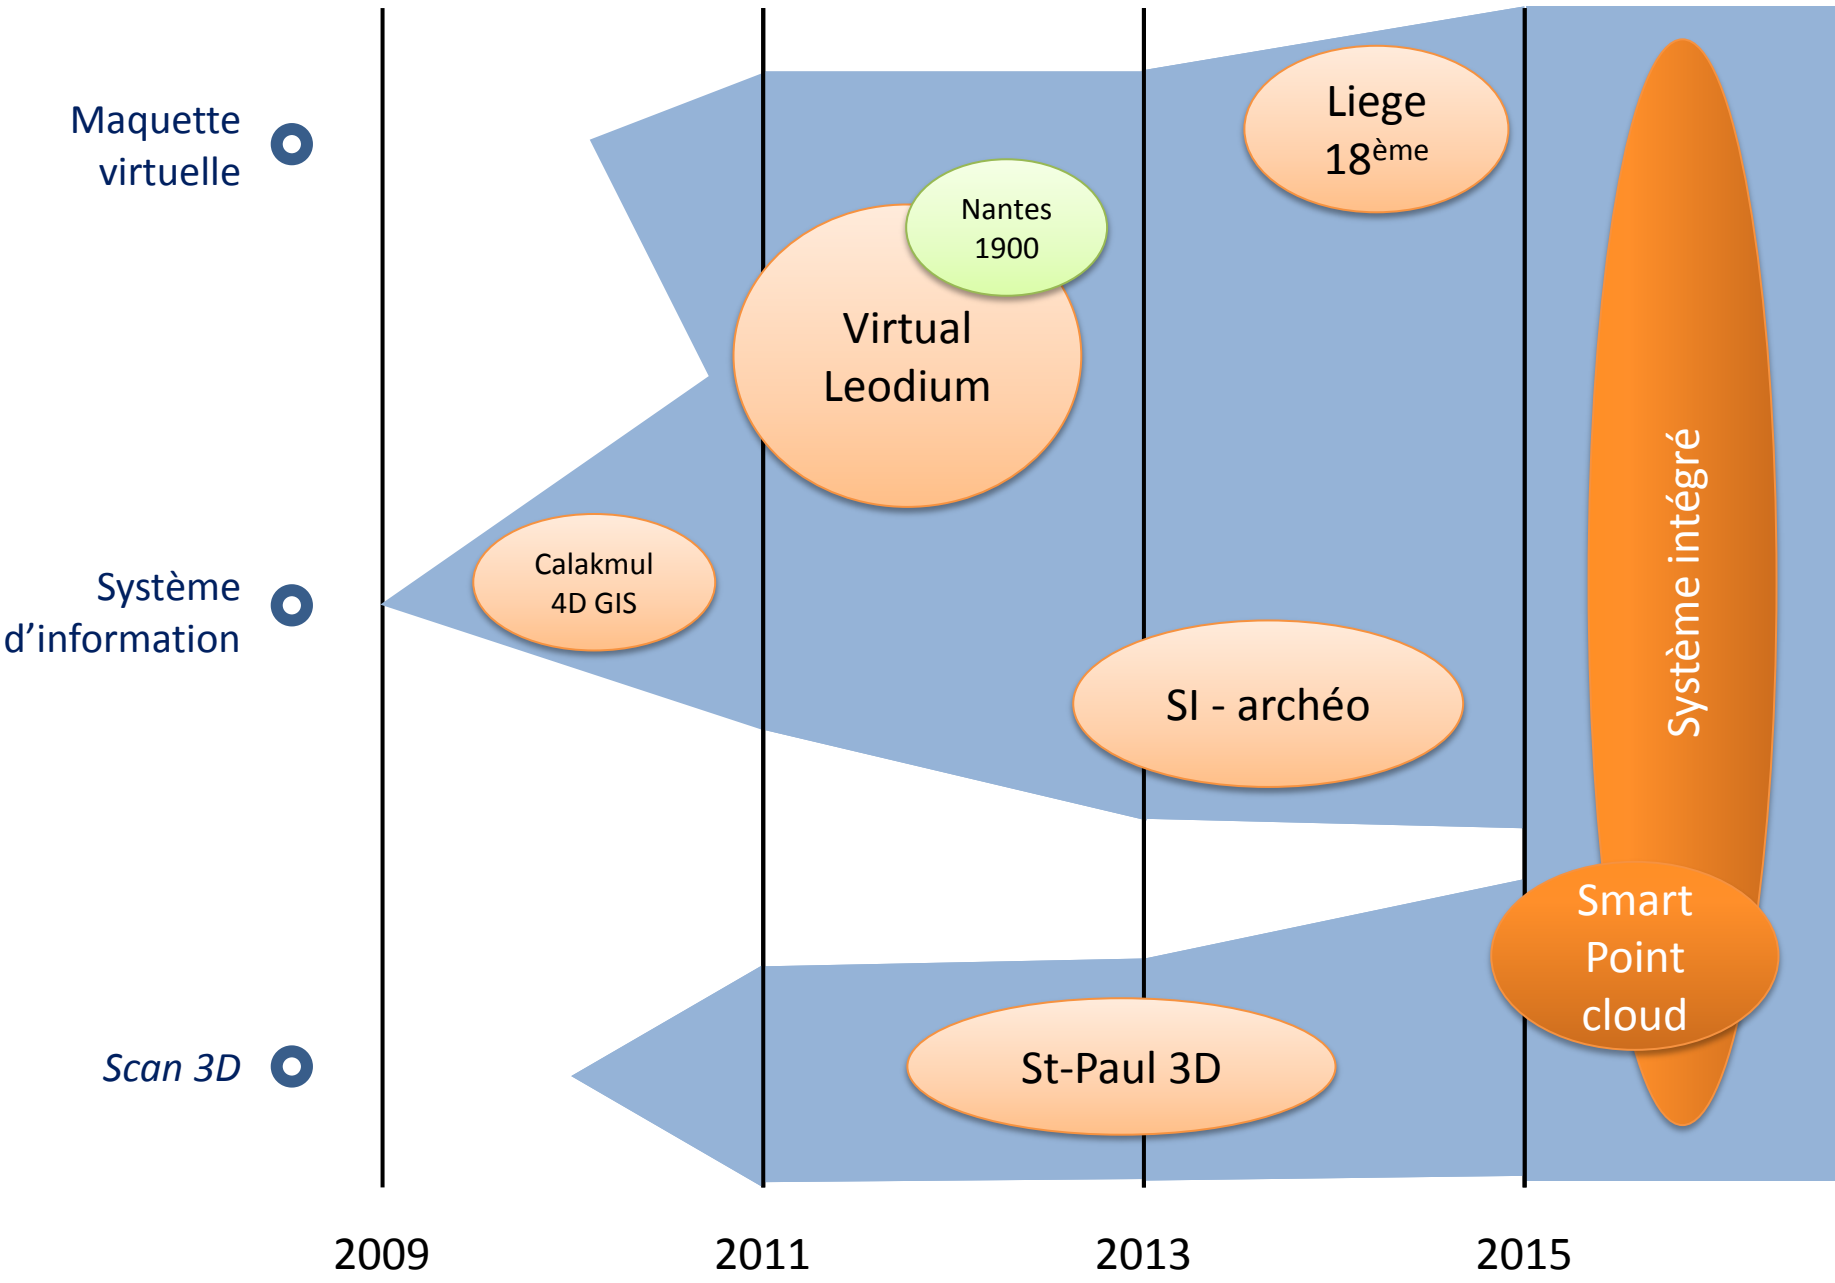 Maquette
virtuelle
Système
d’information
Scan 3D
Liege
18ème
Nantes
1900
Virtual
Leodium
Calakmul
4D GIS
SI - archéo
St-Paul 3D
Système intégré
Smart
Point
cloud
2009
2011
2013
2015